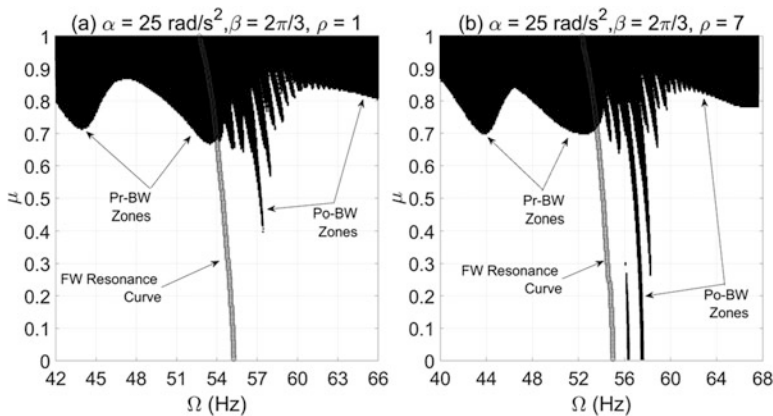 (a) α = 25 rad/s²,β = 2π/3, ρ = 1
1
0.9
0.8
0.7
0.6
0.5
0.4
0.3
0.2
0.1
0
μ
Pr-BW
Zones
Po-BW
Zones
FW Resonance
Curve
42 45 48 51 54 57 60 63 66
Ω (Hz)
(b) α = 25 rad/s²,β = 2π/3, ρ = 7
1
0.9
0.8
0.7
0.6
0.5
0.4
0.3
0.2
0.1
0
μ
Pr-BW
Zones
FW Resonance
Curve
Po-BW
Zones
40 44 48 52 56 60 64 68
Ω (Hz)